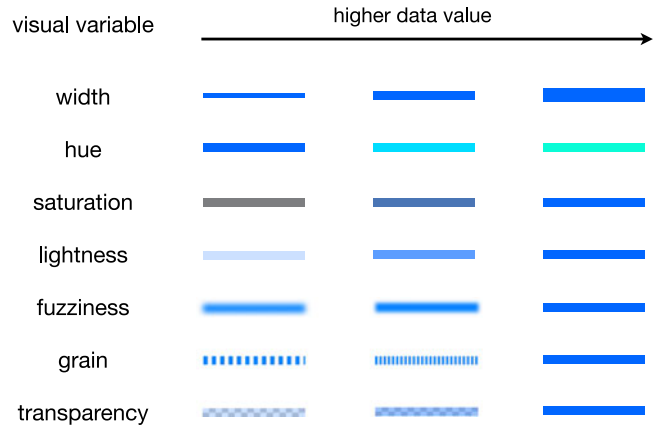 visual variable
higher data value
width
hue
saturation
lightness
fuzziness
grain
transparency